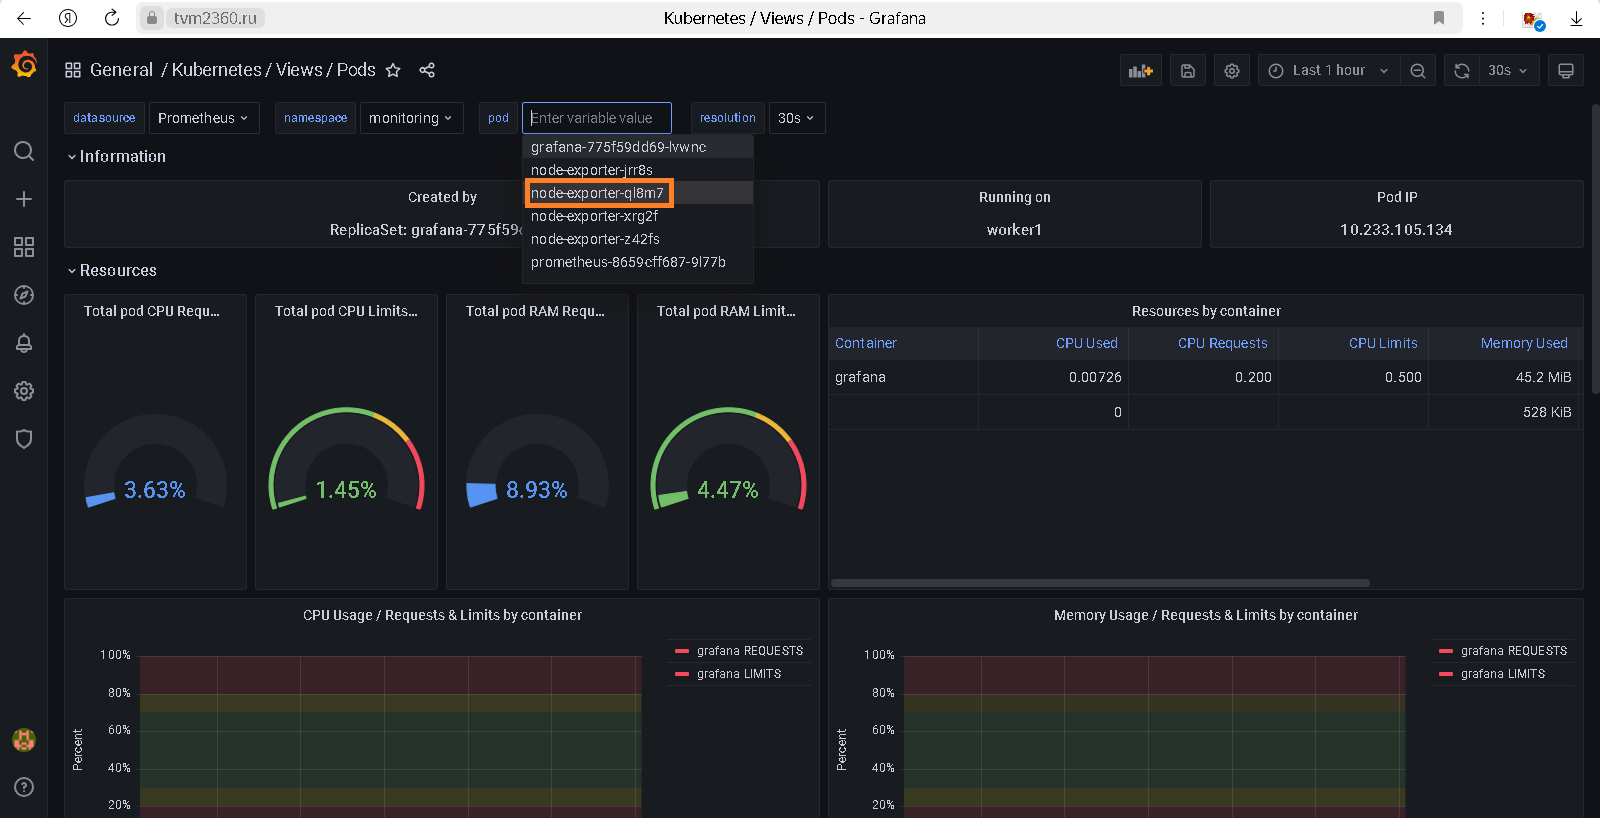 tvm2360.ru
Kubernetes / Views / Pods - Grafana
General / Kubernetes / Views / Pods
Last 1 hour
30s
datasource
Prometheus
namespace
monitoring
pod
Enter variable value
resolution
30s
grafana-775f59dd69-lvwnc
node-exporter-jrr8s
node-exporter-ql8m7
node-exporter-xrg2f
node-exporter-z42fs
prometheus-8659cff687-9l77b
Information
Created by
ReplicaSet: grafana-775f59
Running on
worker1
Pod IP
10.233.105.134
Resources
Total pod CPU Requ...
3.63%
Total pod CPU Limits...
1.45%
Total pod RAM Requ...
8.93%
Total pod RAM Limit...
4.47%
Resources by container
Container CPU Used CPU Requests CPU Limits Memory Used
grafana 0.00726 0.200 0.500 45.2 MiB
0 528 KiB
CPU Usage / Requests & Limits by container
100%
80%
60%
40%
20%
Percent
grafana REQUESTS
grafana LIMITS
Memory Usage / Requests & Limits by container
100%
80%
60%
40%
20%
Percent
grafana REQUESTS
grafana LIMITS